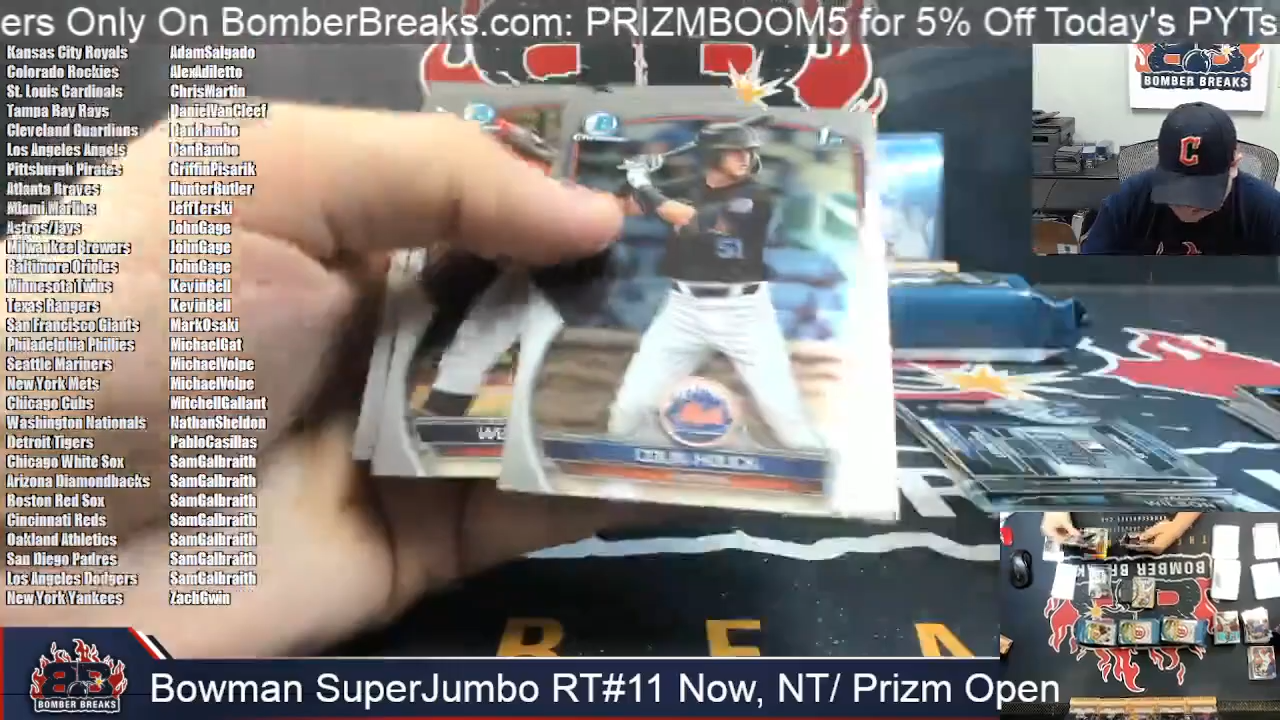 ers Only On BomberBreaks.com: PRIZMBOOM5 for 5% Off Today's PYTs
Kansas City Royals AdamSalgado
Colorado Rockies AlexAdiletto
St. Louis Cardinals ChrisMartin
Tampa Bay Rays DanielVanCleef
Cleveland Guardians DanRambo
Los Angeles Angels DanRambo
Pittsburgh Pirates GriffinPisarik
Atlanta Braves HunterButler
Miami Marlins JeffTerski
Astros/Jays JohnGage
Milwaukee Brewers JohnGage
Baltimore Orioles JohnGage
Minnesota Twins KevinBell
Texas Rangers KevinBell
San Francisco Giants MarkOsaki
Philadelphia Phillies MichaelGat
Seattle Mariners MichaelVolpe
New York Mets MichaelVolpe
Chicago Cubs MitchellGallant
Washington Nationals NathanSheldon
Detroit Tigers PabloCasillas
Chicago White Sox SamGalbraith
Arizona Diamondbacks SamGalbraith
Boston Red Sox SamGalbraith
Cincinnati Reds SamGalbraith
Oakland Athletics SamGalbraith
San Diego Padres SamGalbraith
Los Angeles Dodgers SamGalbraith
New York Yankees ZachGwin
BOMBER BREAKS
C
51
B R E A
BOMBER BREAKS
Bowman SuperJumbo RT#11 Now, NT/ Prizm Open